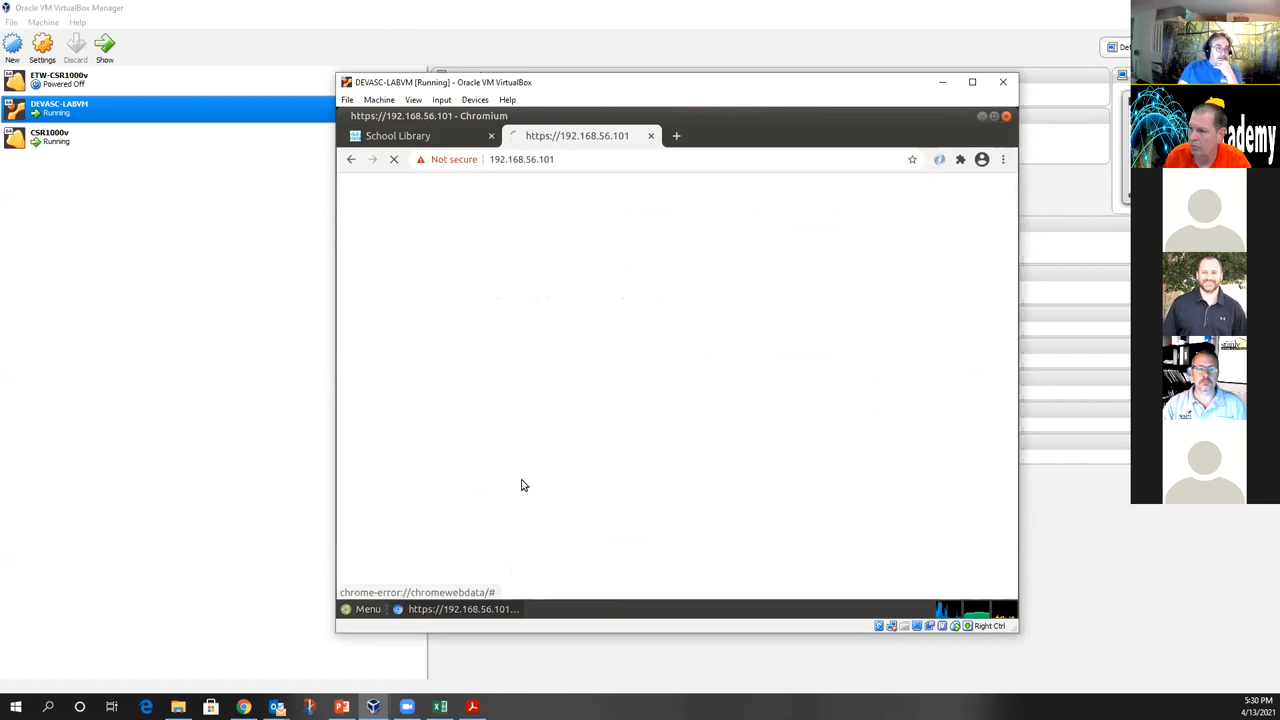 Oracle VM VirtualBox Manager
File Machine Help
New Settings Discard Show
ETW-CSR1000v
Powered Off
DEVASC-LABVM
Running
CSR1000v
Running
DEVASC-LABVM [Running] - Oracle VM VirtualBox
File Machine View Input Devices Help
https://192.168.56.101 - Chromium
School Library
https://192.168.56.101
Not secure 192.168.56.101
chrome-error://chromewebdata/#
Menu https://192.168.56.101...
Right Ctrl
ademy
5:30 PM
4/13/2021